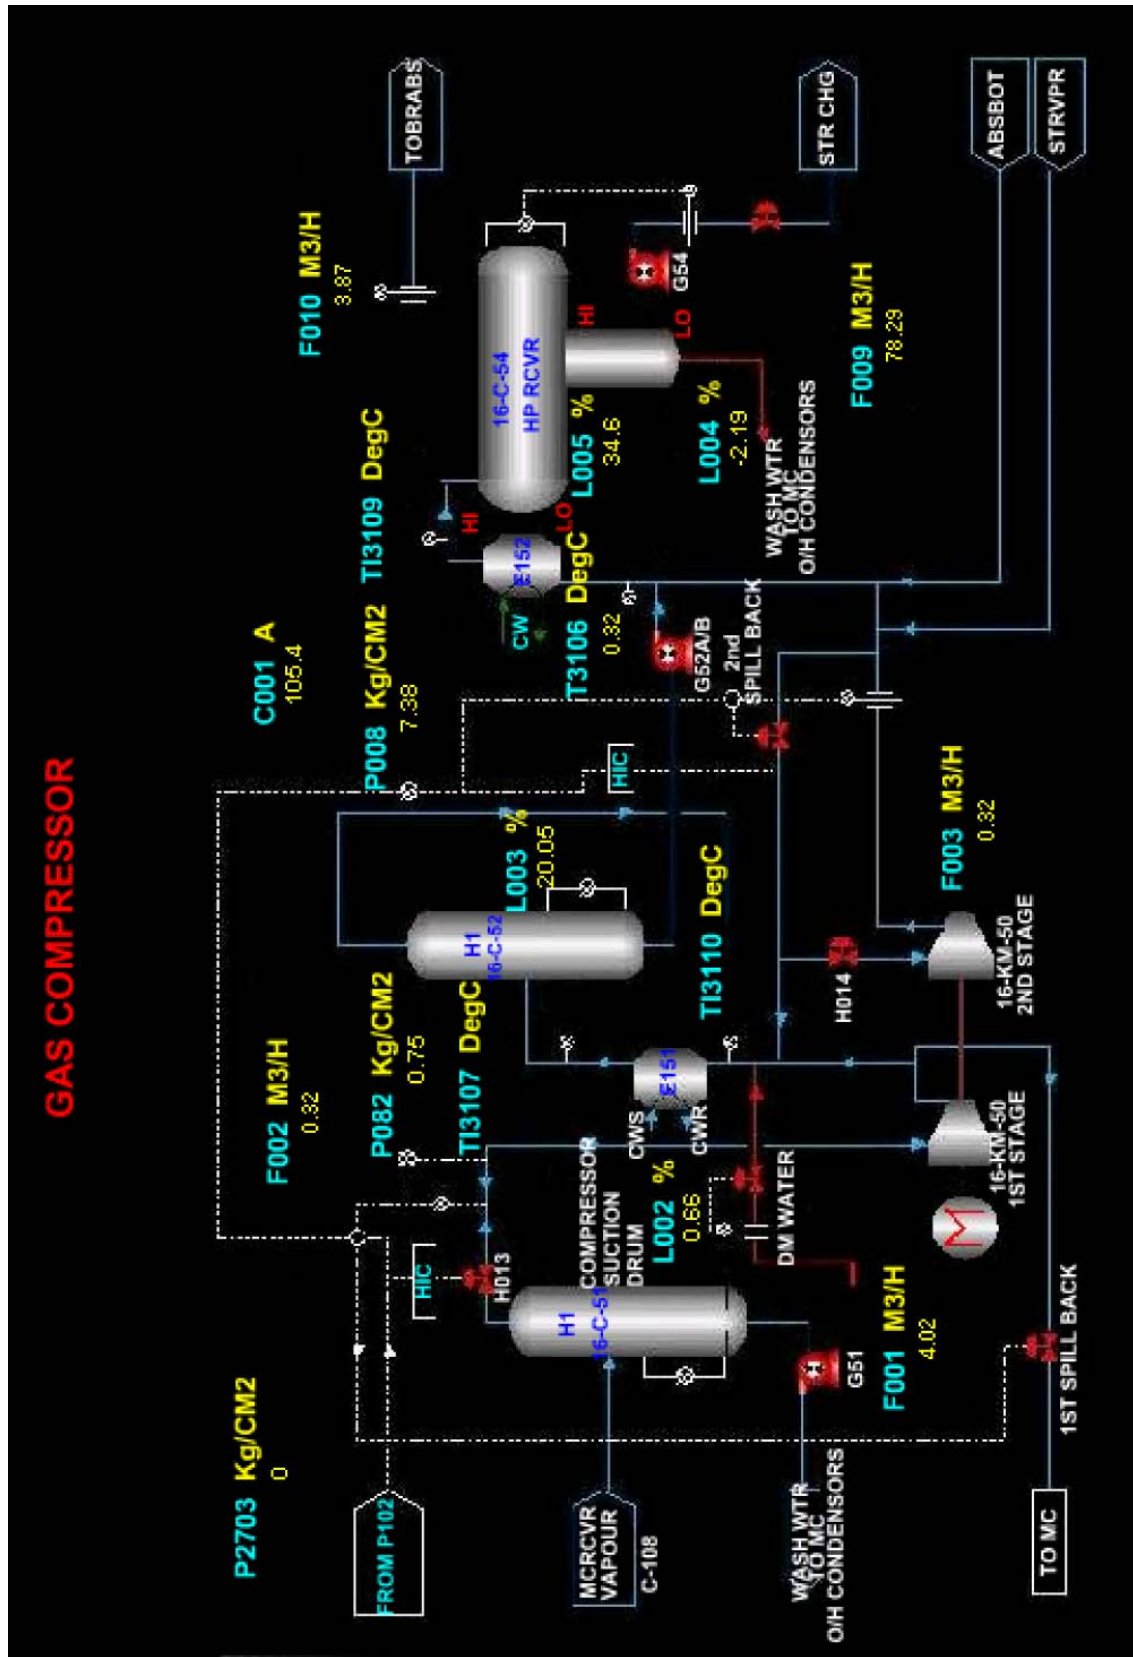 GAS COMPRESSOR
P2703 Kg/CM2
0
F002 M3/H
0.32
C001 A
105.4
F010 M3/H
3.87
FROM P102
HIC
H013
P082 Kg/CM2
0.75
TI3107 DegC
P008 Kg/CM2
7.38
TI3109 DegC
TOBRABS
MCRCVR
VAPOUR
C-108
H1
16-C-51
COMPRESSOR
SUCTION
DRUM
L002 %
0.66
CWS
CWR
E151
H1
16-C-52
L003 %
20.05
HIC
T3106 DegC
0.32
CW
E152
HI
LO
16-C-54
HP RCVR
L005 %
34.6
HI
LO
L004 %
-2.19
G54
STR CHG
WASH WTR
TO MC
O/H CONDENSORS
G51
F001 M3/H
4.02
DM WATER
TI3110 DegC
G52A/B
2nd
SPILL BACK
WASH WTR
TO MC
O/H CONDENSORS
F009 M3/H
78.29
H014
F003 M3/H
0.32
M
16-KM-50
1ST STAGE
16-KM-50
2ND STAGE
ABSBOT
STRVPR
TO MC
1ST SPILL BACK